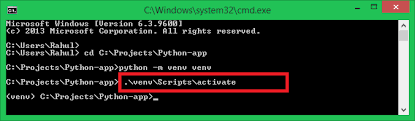 C:\Windows\system32\cmd.exe
Microsoft Windows [Version 6.3.9600]
(c) 2013 Microsoft Corporation. All rights reserved.
C:\Users\Rahul>
C:\Users\Rahul> cd C:\Projects\Python-app
C:\Projects\Python-app>python -m venv venv
C:\Projects\Python-app> .\venv\Scripts\activate
(venv) C:\Projects\Python-app>_